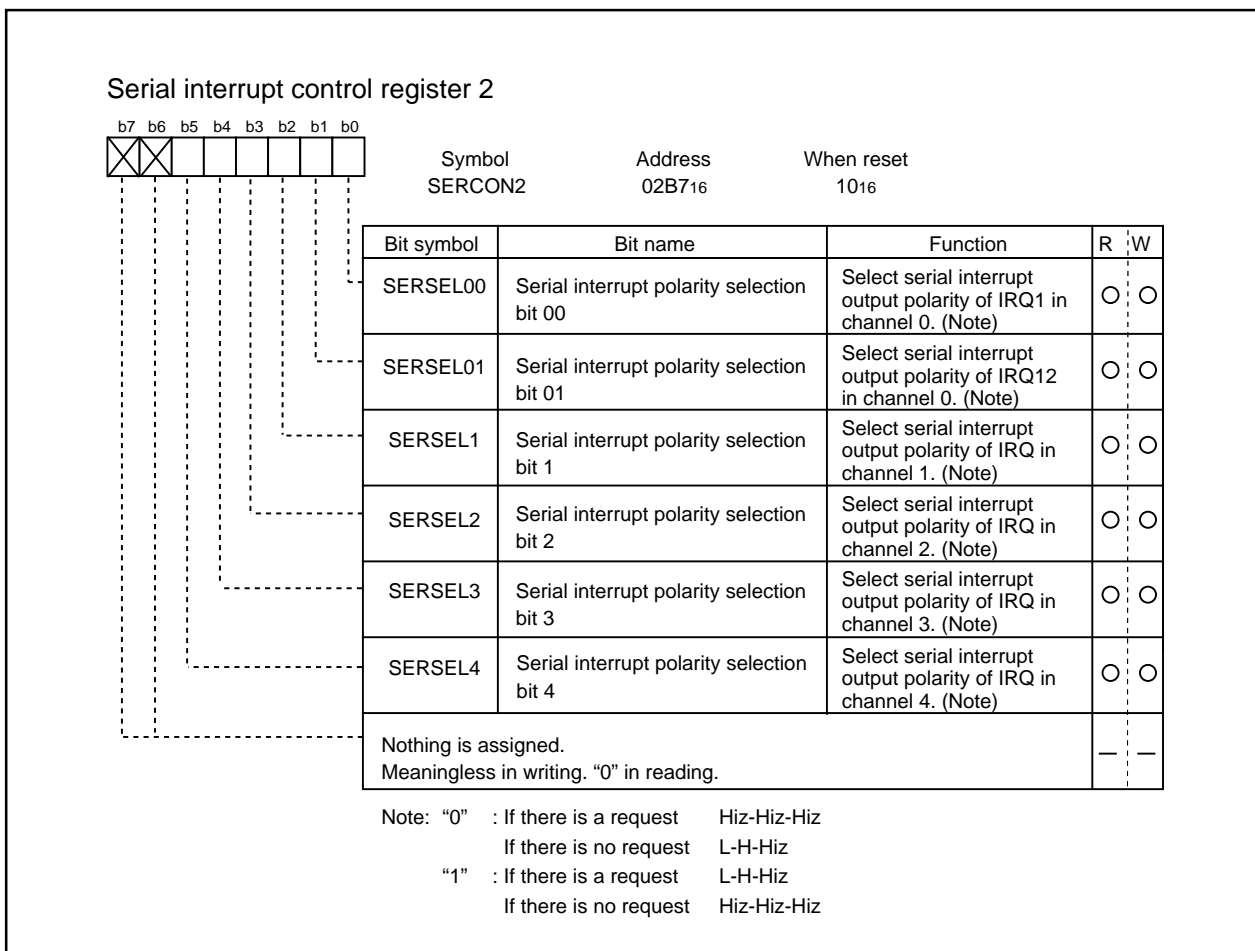 Serial interrupt control register 2
b7 b6 b5 b4 b3 b2 b1 b0
Symbol Address When reset
SERCON2 02B716 1016
Bit symbol Bit name Function R W
SERSEL00 Serial interrupt polarity selection bit 00 Select serial interrupt output polarity of IRQ1 in channel 0. (Note) O O
SERSEL01 Serial interrupt polarity selection bit 01 Select serial interrupt output polarity of IRQ12 in channel 0. (Note) O O
SERSEL1 Serial interrupt polarity selection bit 1 Select serial interrupt output polarity of IRQ in channel 1. (Note) O O
SERSEL2 Serial interrupt polarity selection bit 2 Select serial interrupt output polarity of IRQ in channel 2. (Note) O O
SERSEL3 Serial interrupt polarity selection bit 3 Select serial interrupt output polarity of IRQ in channel 3. (Note) O O
SERSEL4 Serial interrupt polarity selection bit 4 Select serial interrupt output polarity of IRQ in channel 4. (Note) O O
Nothing is assigned.
Meaningless in writing. “0” in reading. — —
Note: “0” : If there is a request Hiz-Hiz-Hiz
If there is no request L-H-Hiz
“1” : If there is a request L-H-Hiz
If there is no request Hiz-Hiz-Hiz